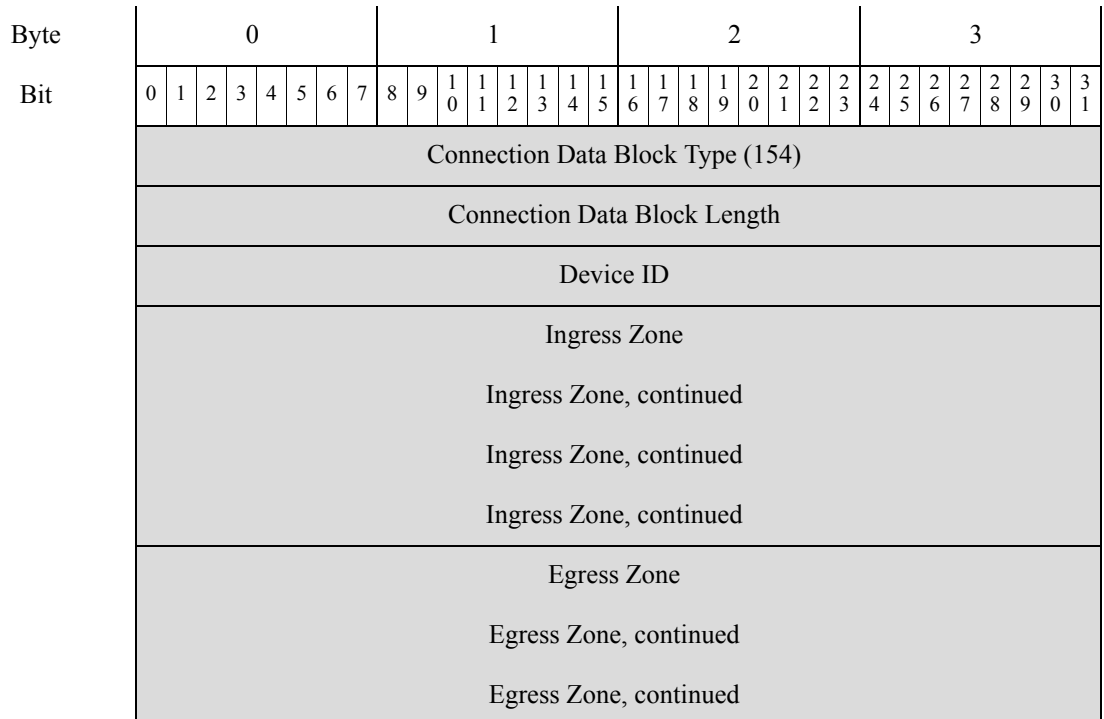 Byte 0 1 2 3
Bit 0 1 2 3 4 5 6 7 8 9 10 11 12 13 14 15 16 17 18 19 20 21 22 23 24 25 26 27 28 29 30 31
Connection Data Block Type (154)
Connection Data Block Length
Device ID
Ingress Zone
Ingress Zone, continued
Ingress Zone, continued
Ingress Zone, continued
Egress Zone
Egress Zone, continued
Egress Zone, continued